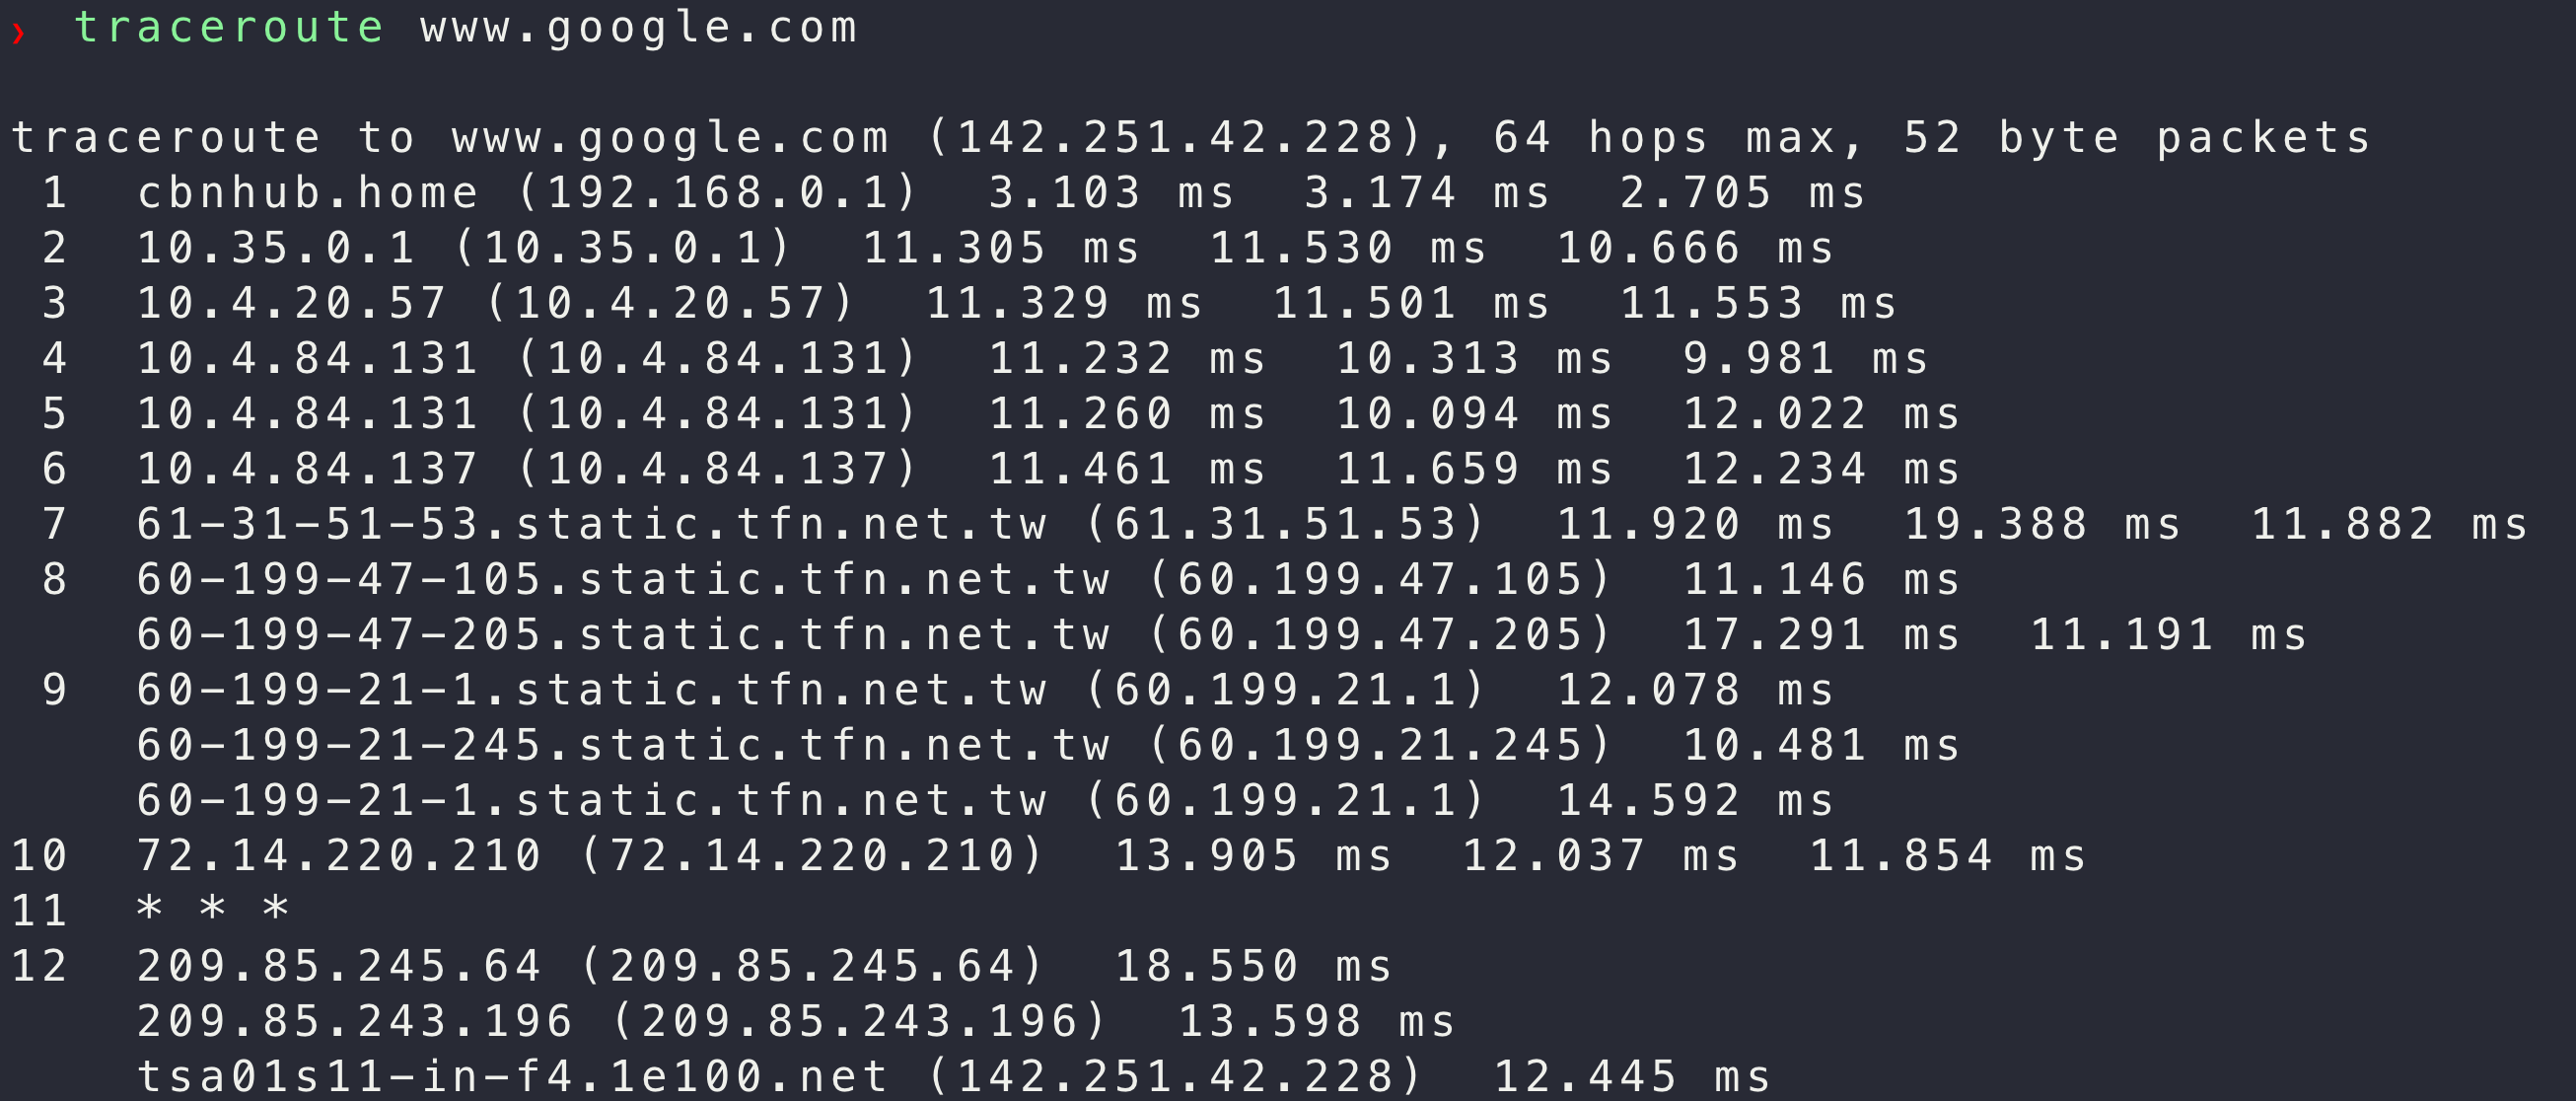 ❯ traceroute www.google.com
traceroute to www.google.com (142.251.42.228), 64 hops max, 52 byte packets
1 cbnhub.home (192.168.0.1) 3.103 ms 3.174 ms 2.705 ms
2 10.35.0.1 (10.35.0.1) 11.305 ms 11.530 ms 10.666 ms
3 10.4.20.57 (10.4.20.57) 11.329 ms 11.501 ms 11.553 ms
4 10.4.84.131 (10.4.84.131) 11.232 ms 10.313 ms 9.981 ms
5 10.4.84.131 (10.4.84.131) 11.260 ms 10.094 ms 12.022 ms
6 10.4.84.137 (10.4.84.137) 11.461 ms 11.659 ms 12.234 ms
7 61-31-51-53.static.tfn.net.tw (61.31.51.53) 11.920 ms 19.388 ms 11.882 ms
8 60-199-47-105.static.tfn.net.tw (60.199.47.105) 11.146 ms
60-199-47-205.static.tfn.net.tw (60.199.47.205) 17.291 ms 11.191 ms
9 60-199-21-1.static.tfn.net.tw (60.199.21.1) 12.078 ms
60-199-21-245.static.tfn.net.tw (60.199.21.245) 10.481 ms
60-199-21-1.static.tfn.net.tw (60.199.21.1) 14.592 ms
10 72.14.220.210 (72.14.220.210) 13.905 ms 12.037 ms 11.854 ms
11 * * *
12 209.85.245.64 (209.85.245.64) 18.550 ms
209.85.243.196 (209.85.243.196) 13.598 ms
tsa01s11-in-f4.1e100.net (142.251.42.228) 12.445 ms